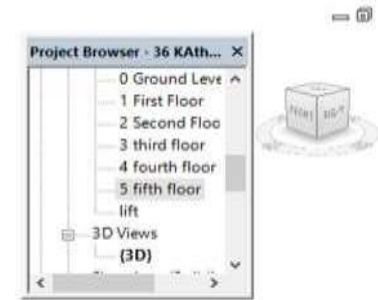 Project Browser - 36 KAth...
0 Ground Leve
1 First Floor
2 Second Floo
3 third floor
4 fourth floor
5 fifth floor
lift
3D Views
{3D}
FRONT
RIGHT